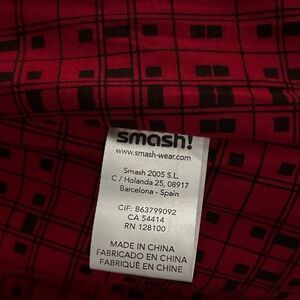 smash!
www.smash-wear.com
Smash 2005 S.L.
C / Holanda 25, 08917
Barcelona - Spain
CIF: B63799092
CA 54414
RN 128100
MADE IN CHINA
FABRICADO EN CHINA
FABRIQUÉ EN CHINE